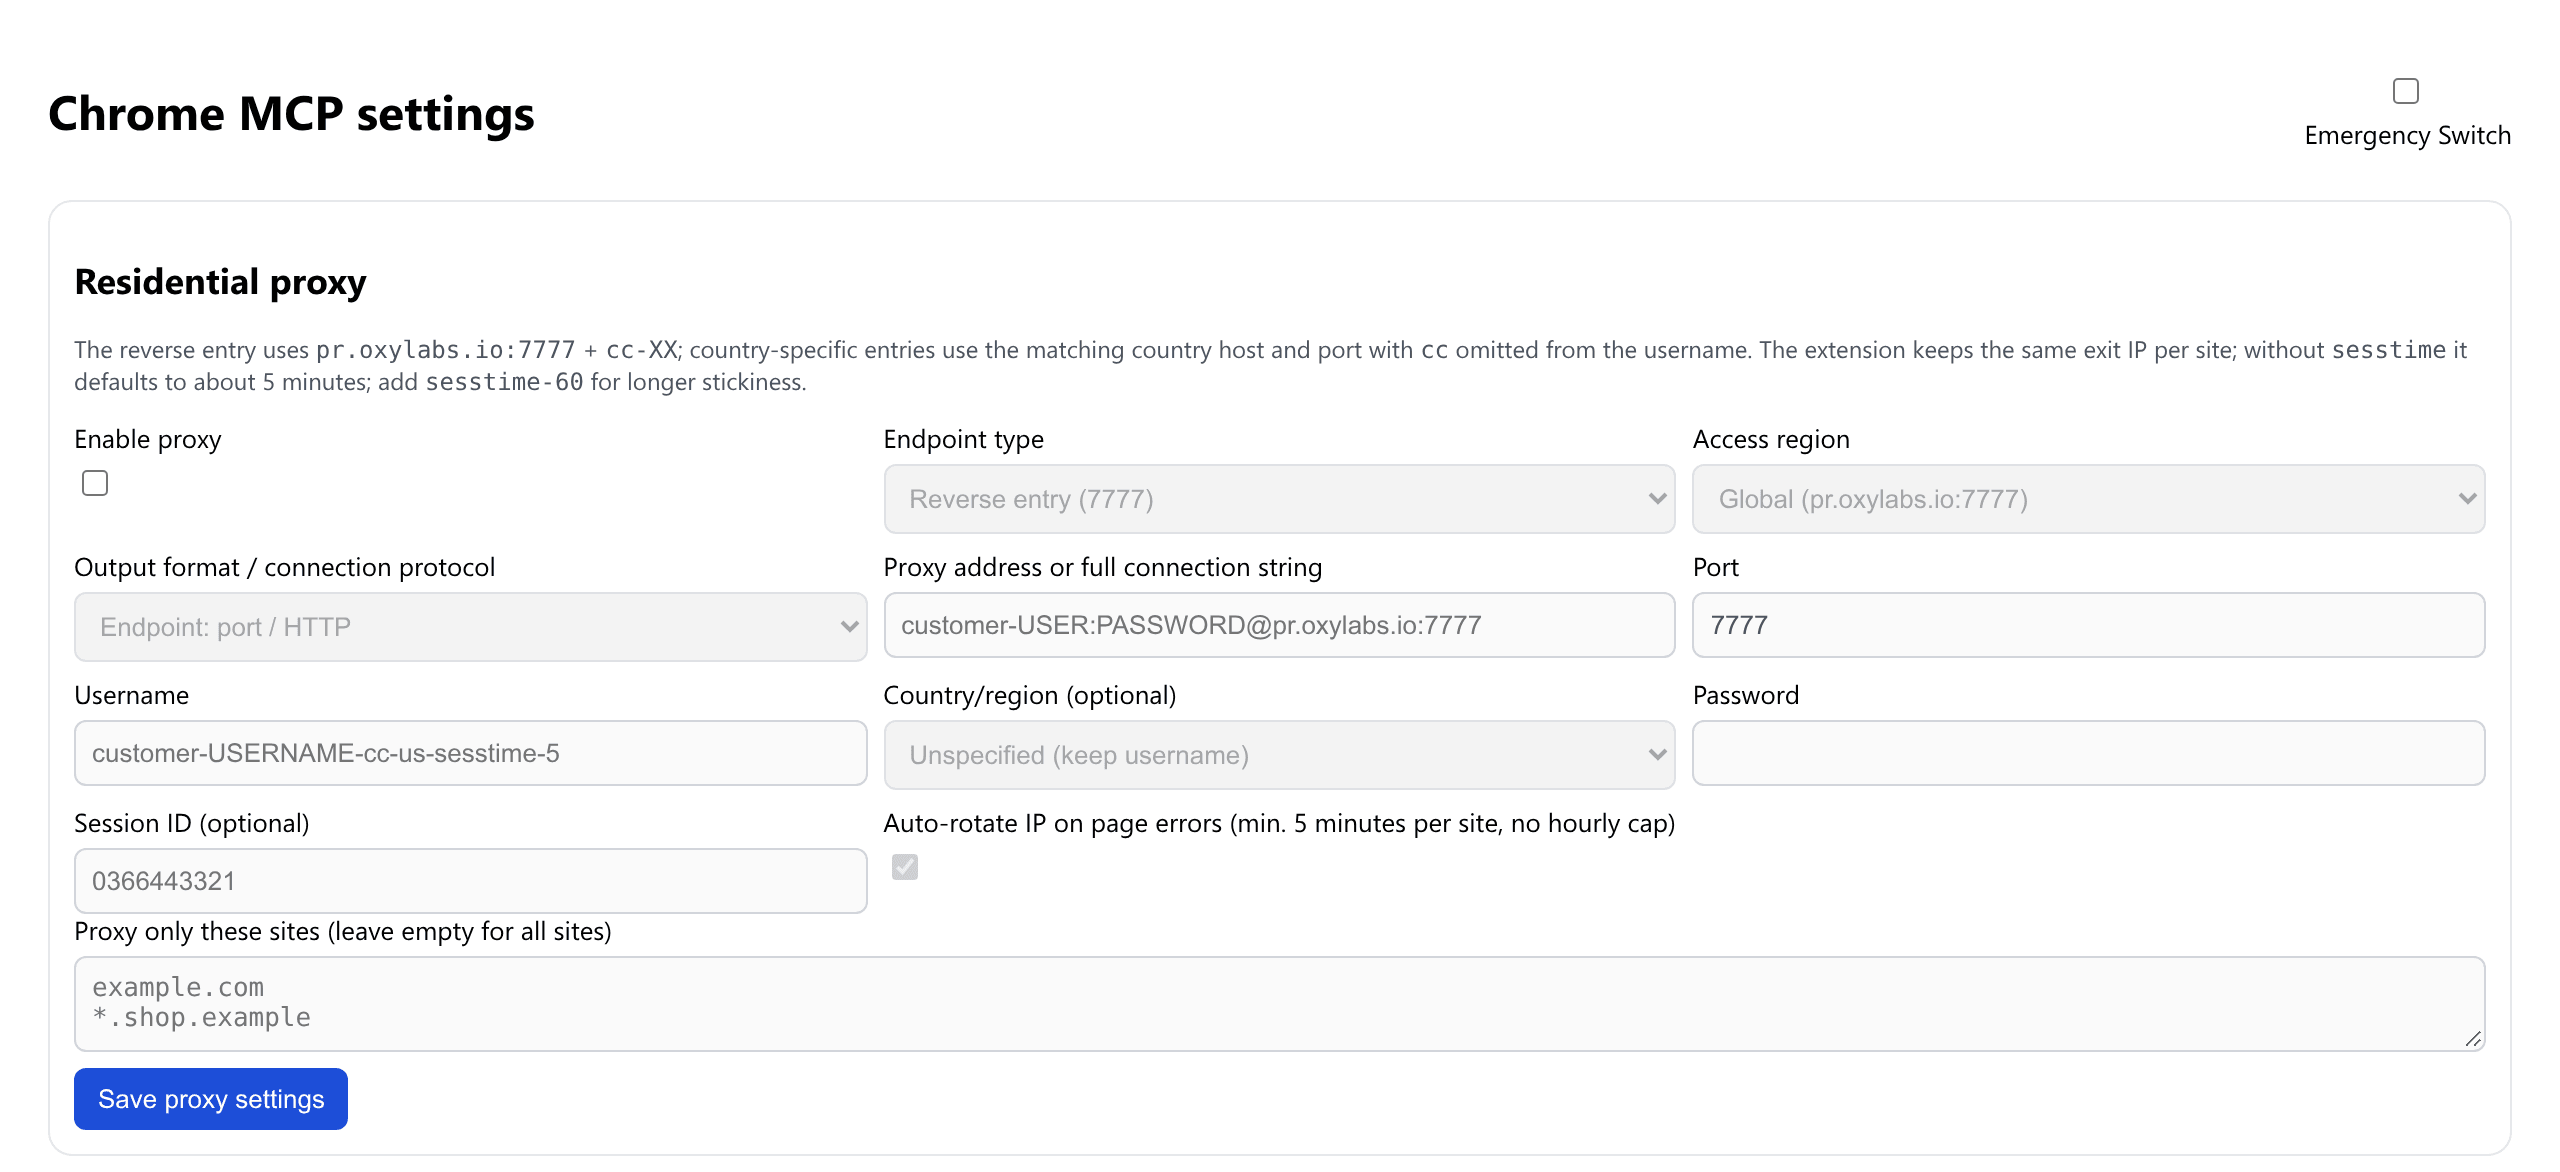 Chrome MCP settings
Emergency Switch
Residential proxy
The reverse entry uses pr.oxylabs.io:7777 + cc-XX; country-specific entries use the matching country host and port with cc omitted from the username. The extension keeps the same exit IP per site; without sesstime it
defaults to about 5 minutes; add sesstime-60 for longer stickiness.
Enable proxy
Endpoint type
Reverse entry (7777)
Access region
Global (pr.oxylabs.io:7777)
Output format / connection protocol
Endpoint: port / HTTP
Proxy address or full connection string
customer-USER:PASSWORD@pr.oxylabs.io:7777
Port
7777
Username
customer-USERNAME-cc-us-sesstime-5
Country/region (optional)
Unspecified (keep username)
Password
Session ID (optional)
0366443321
Auto-rotate IP on page errors (min. 5 minutes per site, no hourly cap)
Proxy only these sites (leave empty for all sites)
example.com
*.shop.example
Save proxy settings